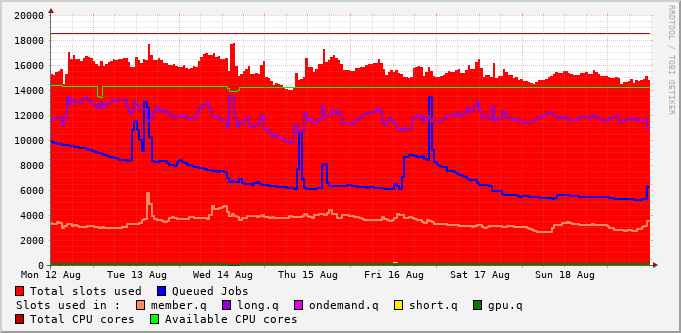 RRDTOOL / TOBI OETIKER
20000
18000
16000
14000
12000
10000
8000
6000
4000
2000
0
Mon 12 Aug Tue 13 Aug Wed 14 Aug Thu 15 Aug Fri 16 Aug Sat 17 Aug Sun 18 Aug
Total slots used Queued Jobs
Slots used in : member.q long.q ondemand.q short.q gpu.q
Total CPU cores Available CPU cores